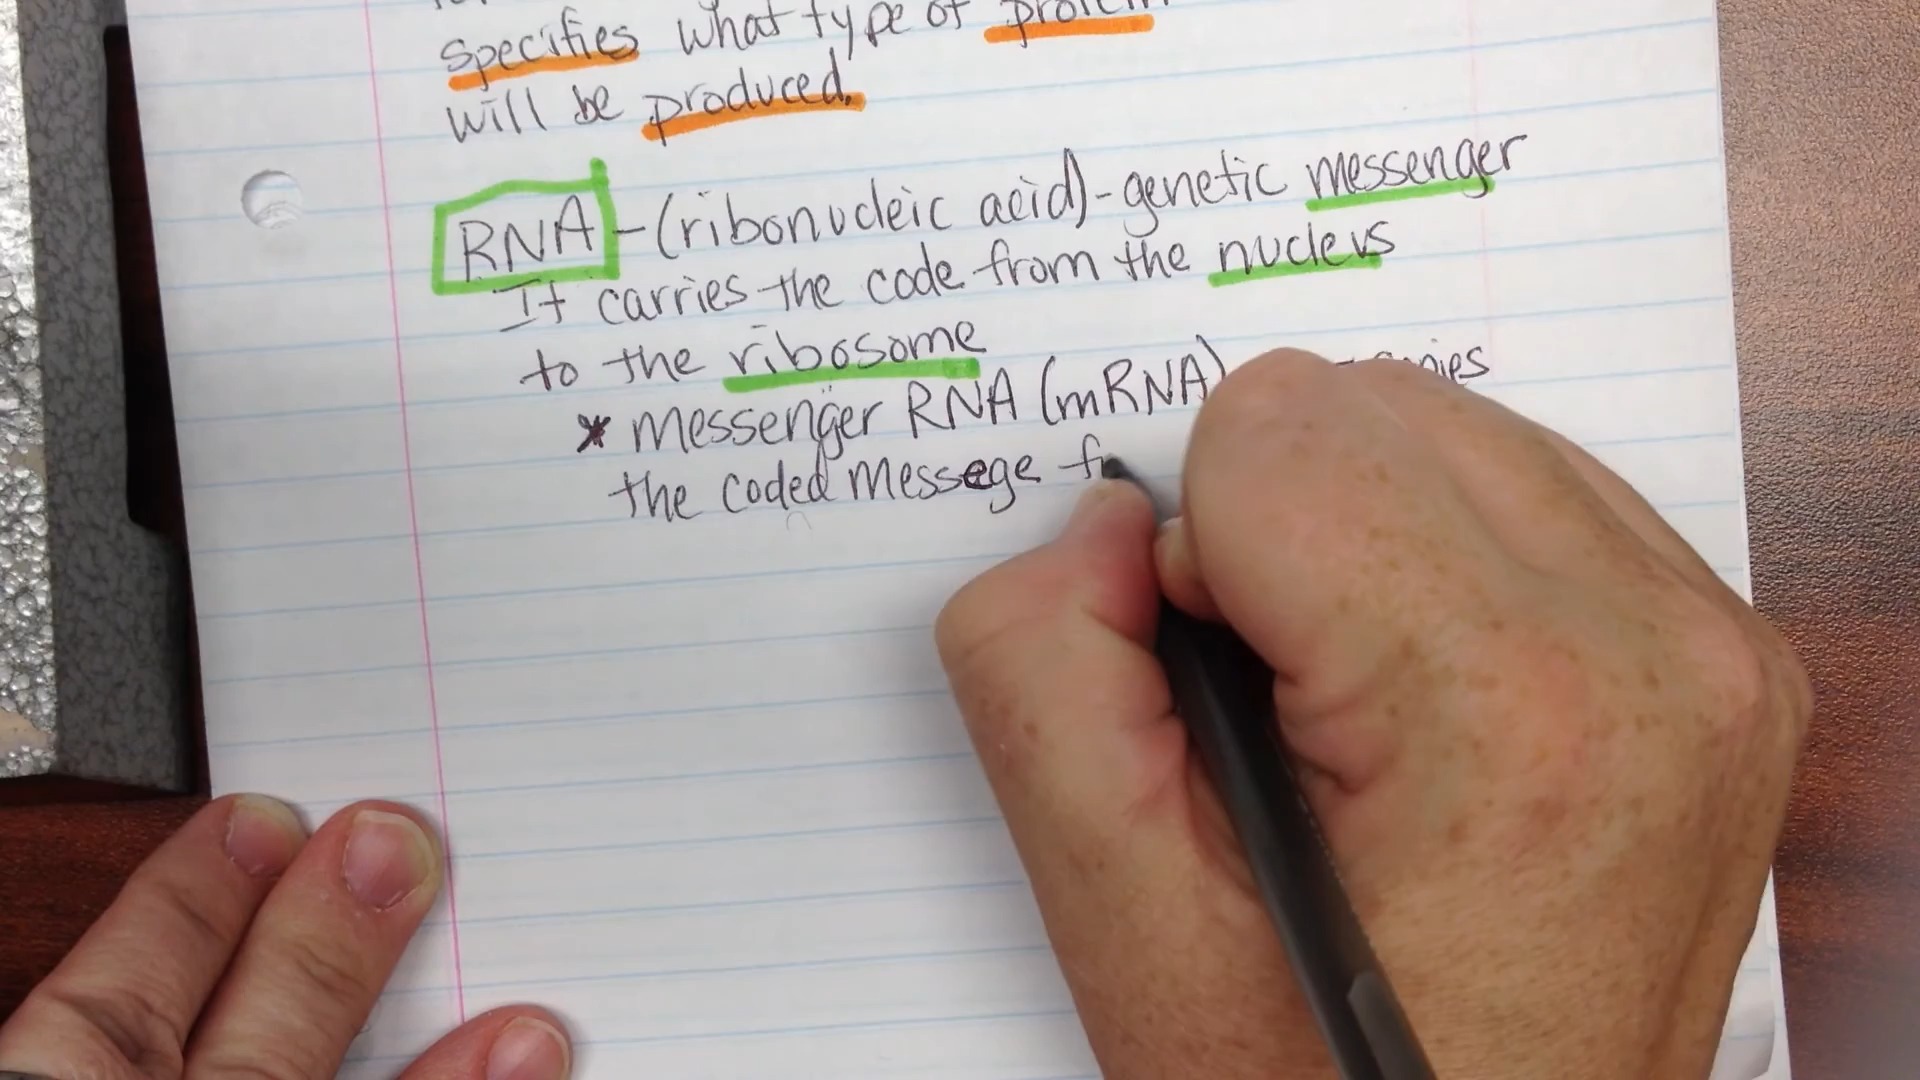 specifies what type of protein
will be produced.
RNA-(ribonucleic acid)-genetic messenger
It carries the code from the nucleus
to the ribosome
* messenger RNA (mRNA)
the coded messege